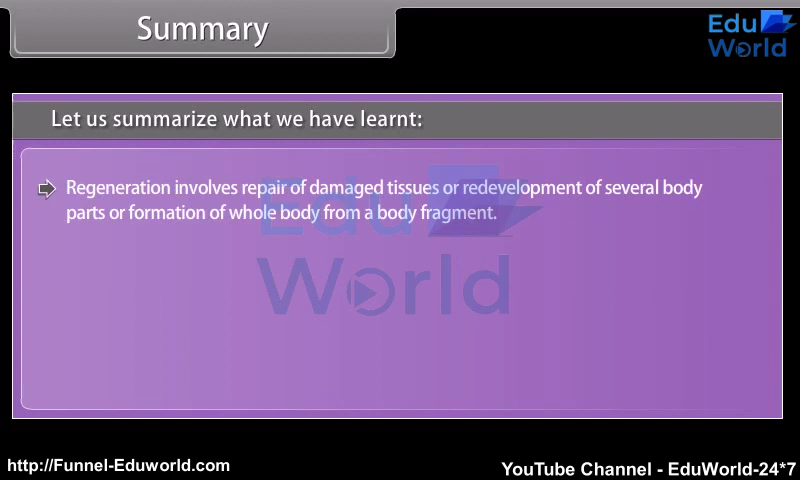 Summary
Edu
World
Let us summarize what we have learnt:
Regeneration involves repair of damaged tissues or redevelopment of several body
parts or formation of whole body from a body fragment.
Edu
World
http://Funnel-Eduworld.com
YouTube Channel - EduWorld-24*7